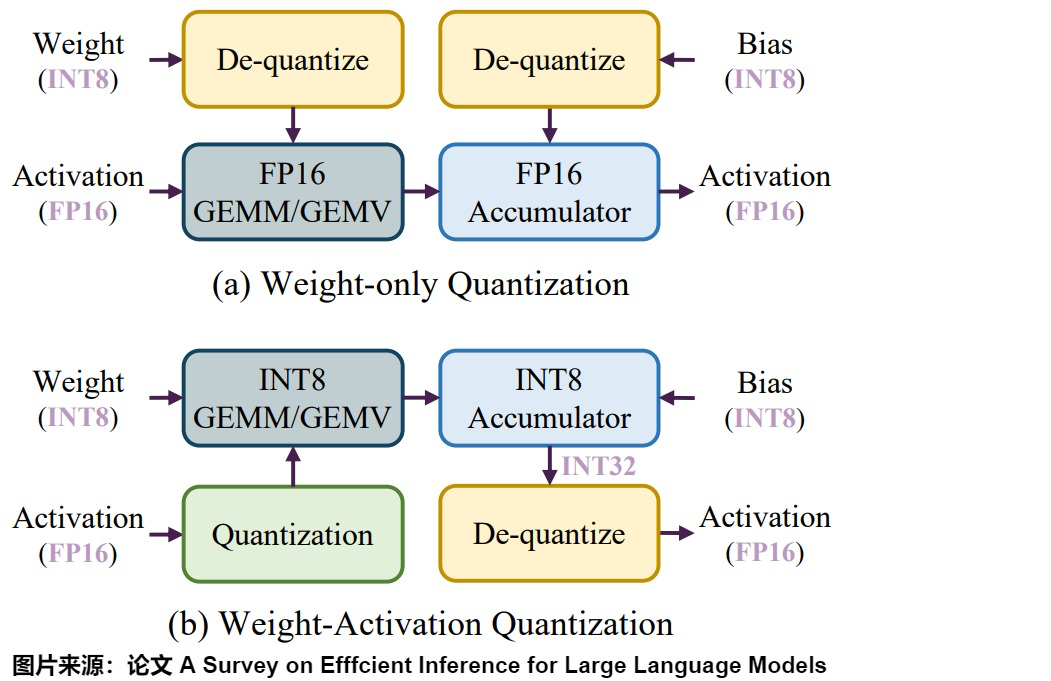 Weight
(INT8)
De-quantize
De-quantize
Bias
(INT8)
Activation
(FP16)
FP16
GEMM/GEMV
FP16
Accumulator
Activation
(FP16)
(a) Weight-only Quantization
Weight
(INT8)
INT8
GEMM/GEMV
INT8
Accumulator
Bias
(INT8)
INT32
Activation
(FP16)
Quantization
De-quantize
Activation
(FP16)
(b) Weight-Activation Quantization
图片来源：论文 A Survey on Efffcient Inference for Large Language Models